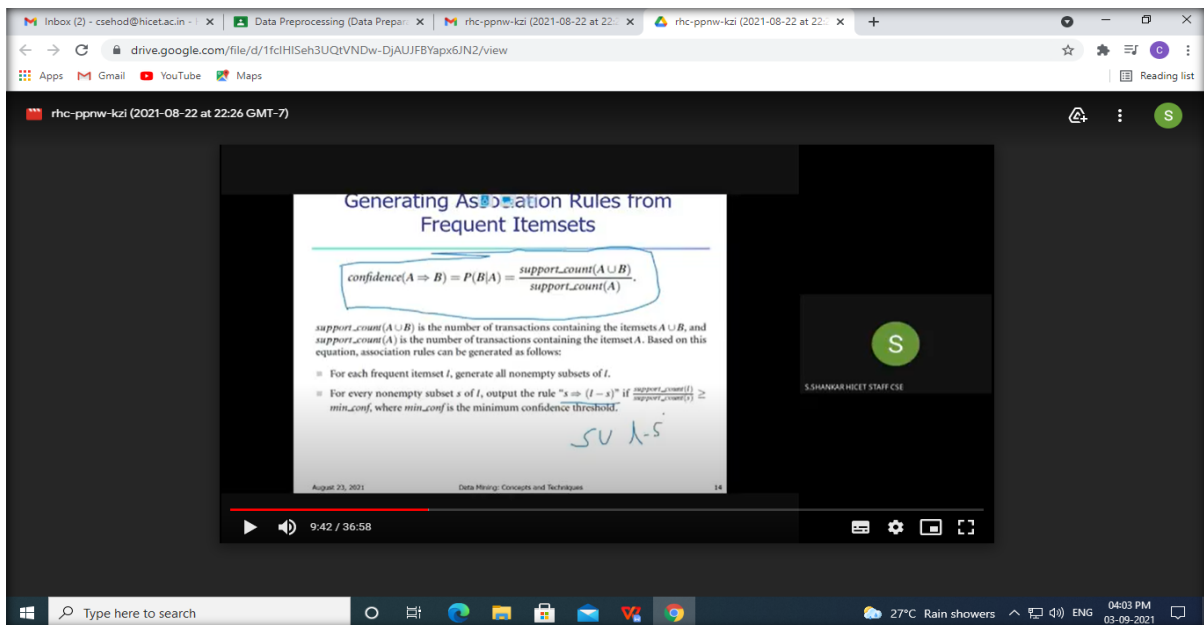 Inbox (2) - csehod@hicet.ac.in -
Data Preprocessing (Data Prepar
rhc-ppnw-kzi (2021-08-22 at 22:
rhc-ppnw-kzi (2021-08-22 at 22:
drive.google.com/file/d/1fclHISeh3UQtVNDw-DjAUJFBYapx6JN2/view
C
Apps Gmail YouTube Maps
Reading list
rhc-ppnw-kzi (2021-08-22 at 22:26 GMT-7)
S
Generating Association Rules from
Frequent Itemsets
confidence(A ⇒ B) = P(B|A) = support_count(A ∪ B) / support_count(A).
support_count(A ∪ B) is the number of transactions containing the itemsets A ∪ B, and
support_count(A) is the number of transactions containing the itemset A. Based on this
equation, association rules can be generated as follows:
For each frequent itemset l, generate all nonempty subsets of l.
For every nonempty subset s of l, output the rule "s ⇒ (l − s)" if support_count(l) / support_count(s) ≥
min_conf, where min_conf is the minimum confidence threshold.
S U l-s
August 23, 2021
Data Mining: Concepts and Techniques
14
S
S.SHANKAR HICET STAFF CSE
9:42 / 36:58
Type here to search
27°C Rain showers
ENG
04:03 PM
03-09-2021